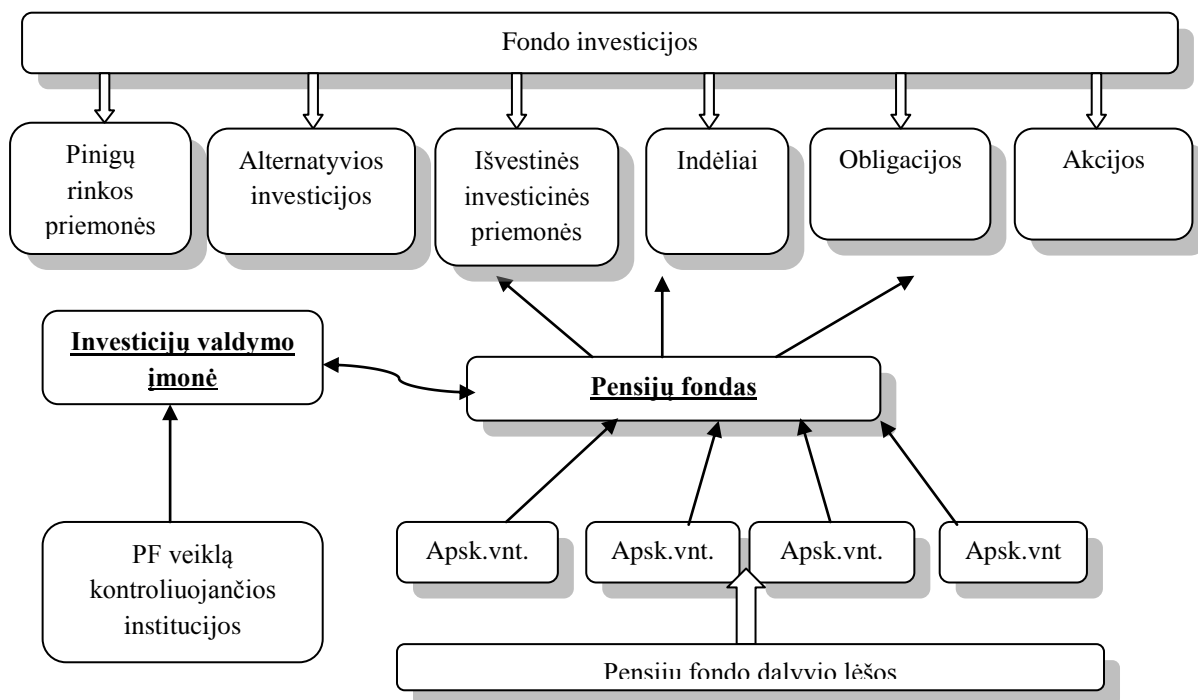 Fondo investicijos
Pinigų
rinkos
priemonės
Alternatyvios
investicijos
Išvestinės
investicinės
priemonės
Indėliai
Obligacijos
Akcijos
Investicijų valdymo
įmonė
Pensijų fondas
PF veiklą
kontroliuojančios
institucijos
Apsk.vnt.
Apsk.vnt.
Apsk.vnt.
Apsk.vnt
Pensijų fondo dalyvio lėšos